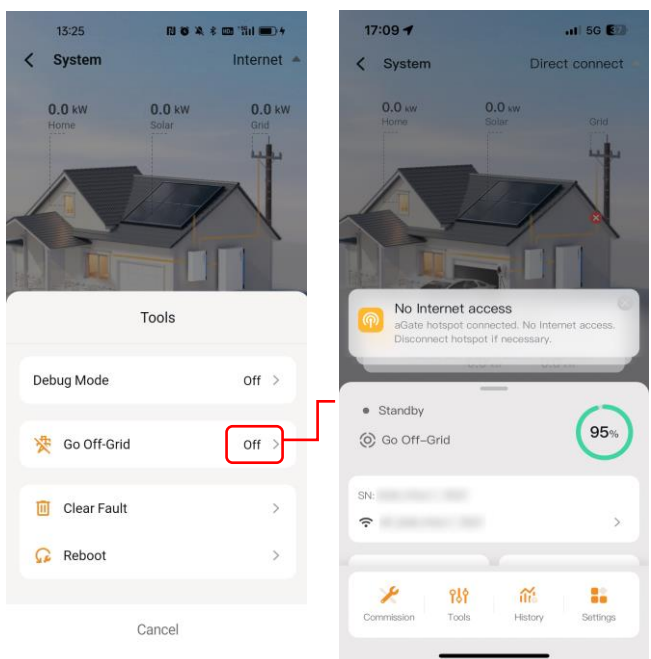 13:25
System
Internet
0.0 kW
Home
0.0 kW
Solar
0.0 kW
Grid
Tools
Debug Mode
Off
Go Off-Grid
Off
Clear Fault
Reboot
Cancel
17:09
5G
System
Direct connect
0.0 kW
Home
0.0 kW
Solar
Grid
No Internet access
aGate hotspot connected. No Internet access.
Disconnect hotspot if necessary.
Standby
Go Off-Grid
95%
SN:
Commission
Tools
History
Settings